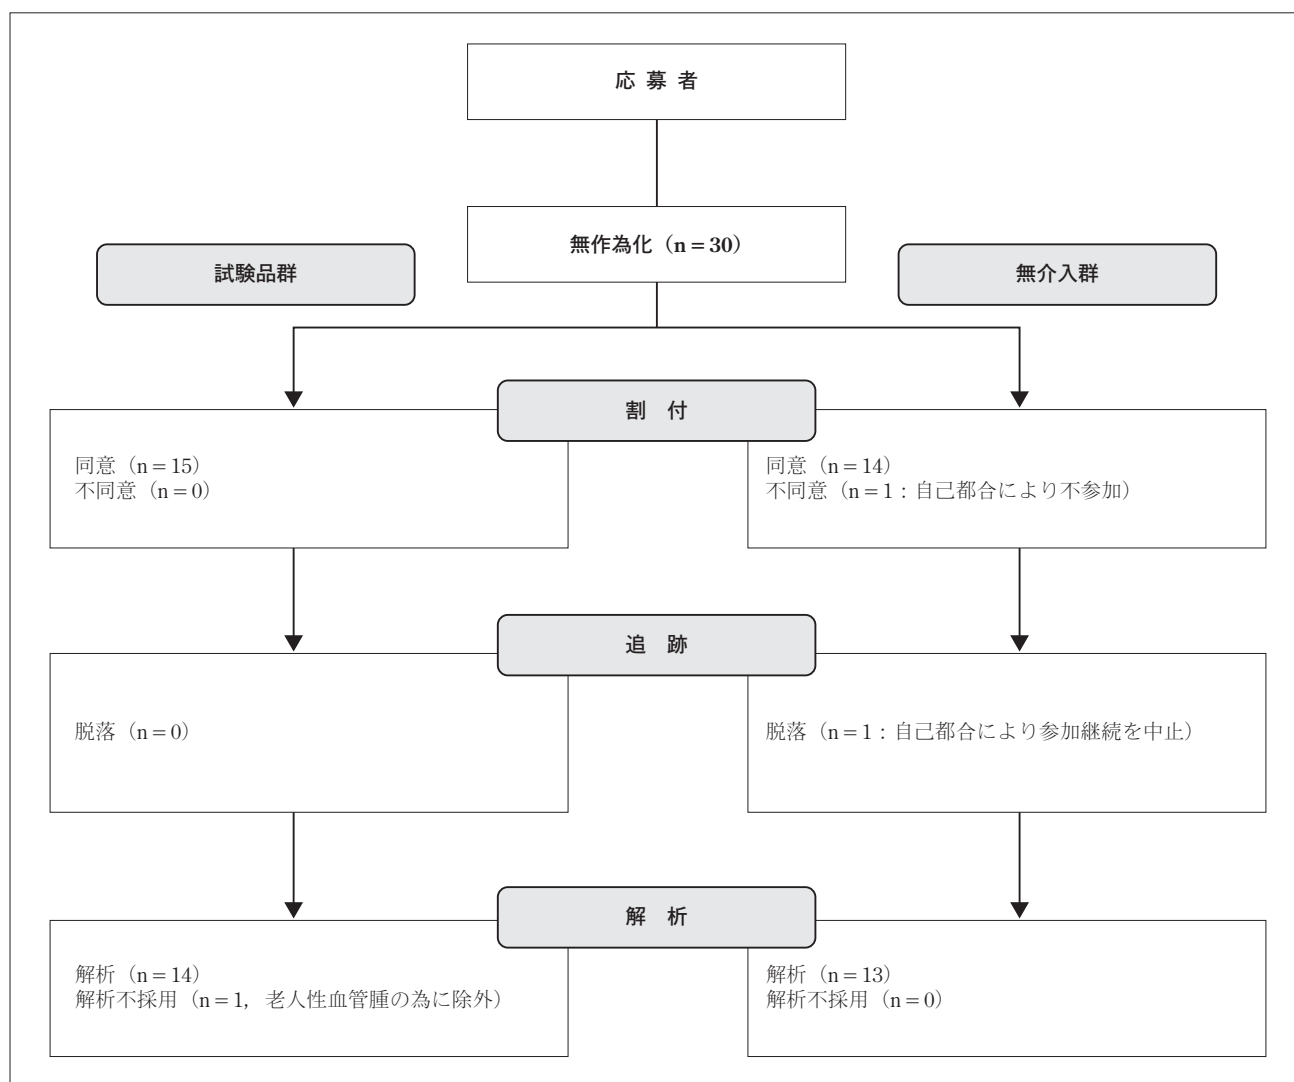 応 募 者
無作為化（n = 30）
試験品群
無介入群
割　付
同意（n = 15）
不同意（n = 0）
同意（n = 14）
不同意（n = 1：自己都合により不参加）
追　跡
脱落（n = 0）
脱落（n = 1：自己都合により参加継続を中止）
解　析
解析（n = 14）
解析不採用（n = 1，老人性血管腫の為に除外）
解析（n = 13）
解析不採用（n = 0）